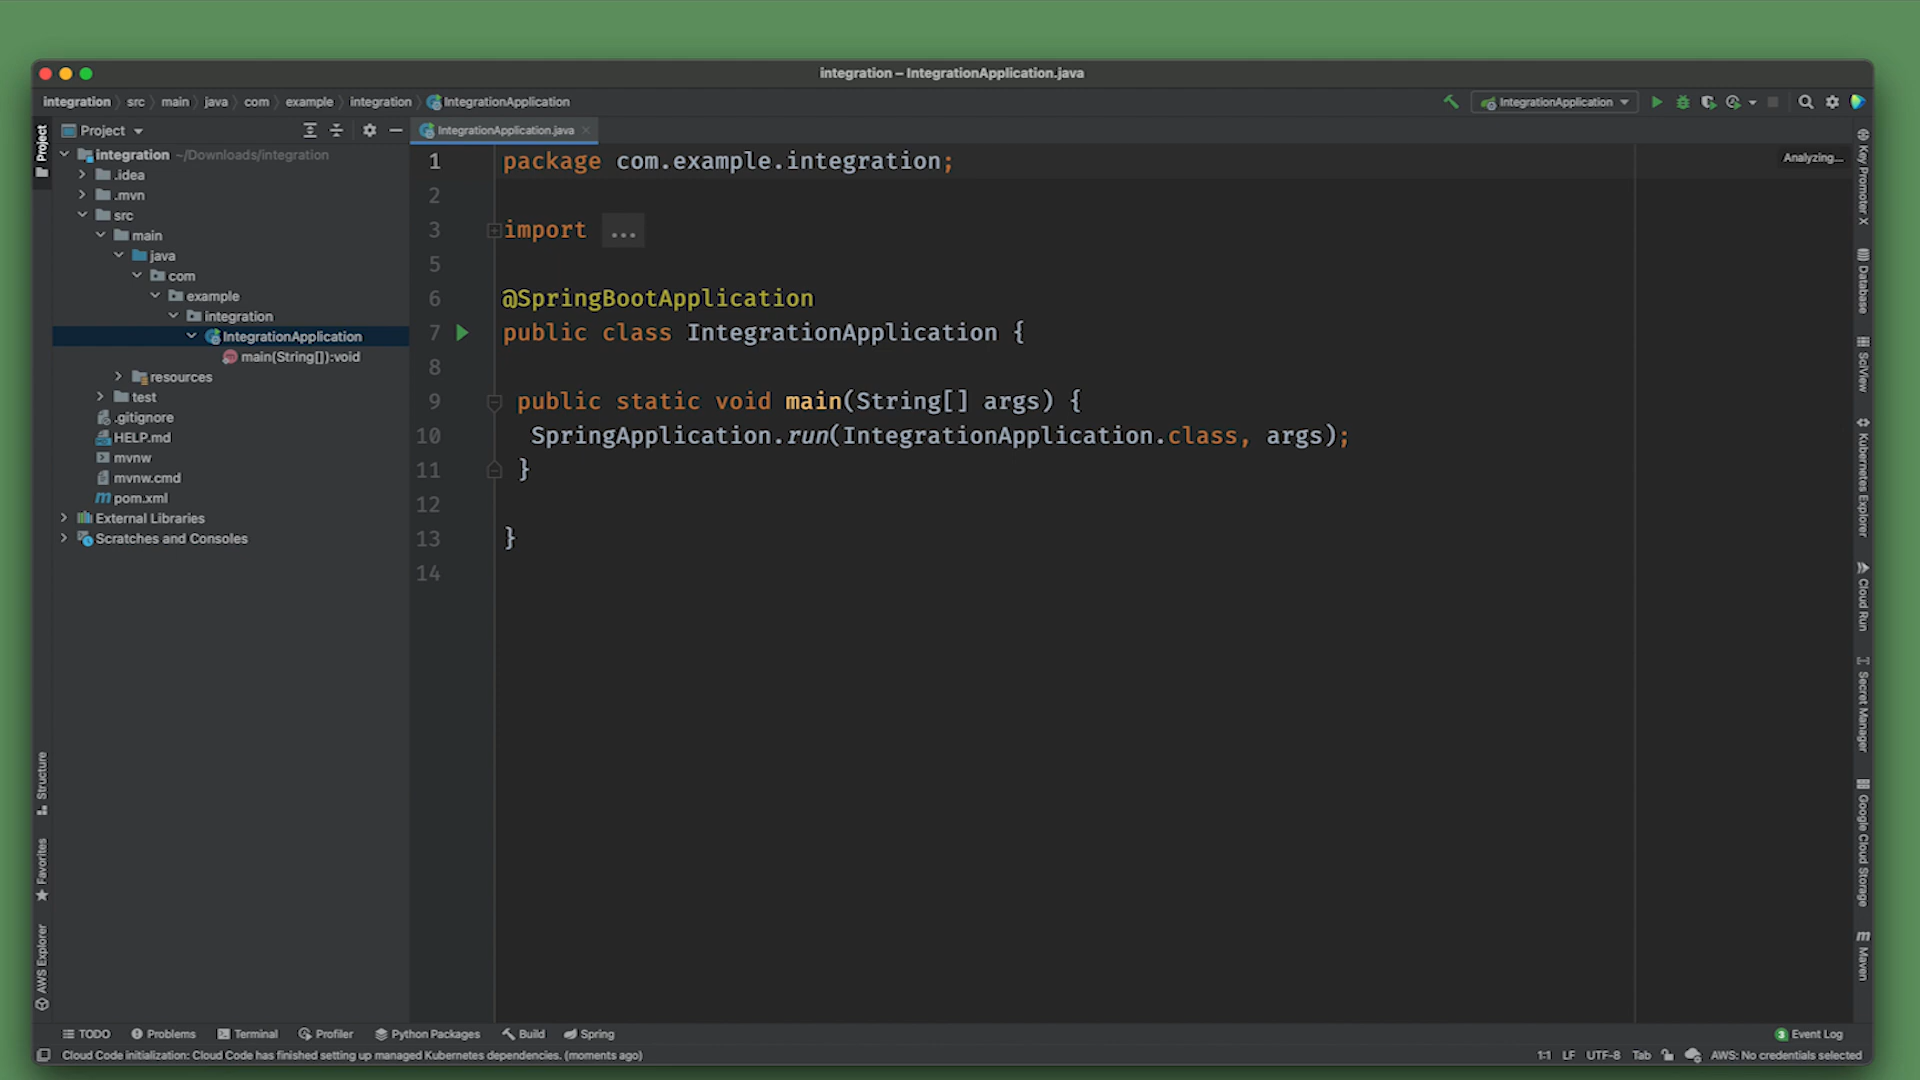 integration – IntegrationApplication.java
integration src main java com example integration IntegrationApplication
IntegrationApplication
Project
IntegrationApplication.java
Project
integration ~/Downloads/integration
.idea
.mvn
src
main
java
com
example
integration
IntegrationApplication
main(String[]):void
resources
test
.gitignore
HELP.md
mvnw
mvnw.cmd
pom.xml
External Libraries
Scratches and Consoles
Structure
Favorites
AWS Explorer
1 package com.example.integration;
2
3 import ...
5
6 @SpringBootApplication
7 public class IntegrationApplication {
8
9 public static void main(String[] args) {
10 SpringApplication.run(IntegrationApplication.class, args);
11 }
12
13 }
14
Analyzing...
Key Promoter X
Database
SciView
Kubernetes Explorer
Cloud Run
Secret Manager
Google Cloud Storage
m Maven
TODO Problems Terminal Profiler Python Packages Build Spring
3 Event Log
Cloud Code initialization: Cloud Code has finished setting up managed Kubernetes dependencies. (moments ago)
1:1 LF UTF-8 Tab AWS: No credentials selected